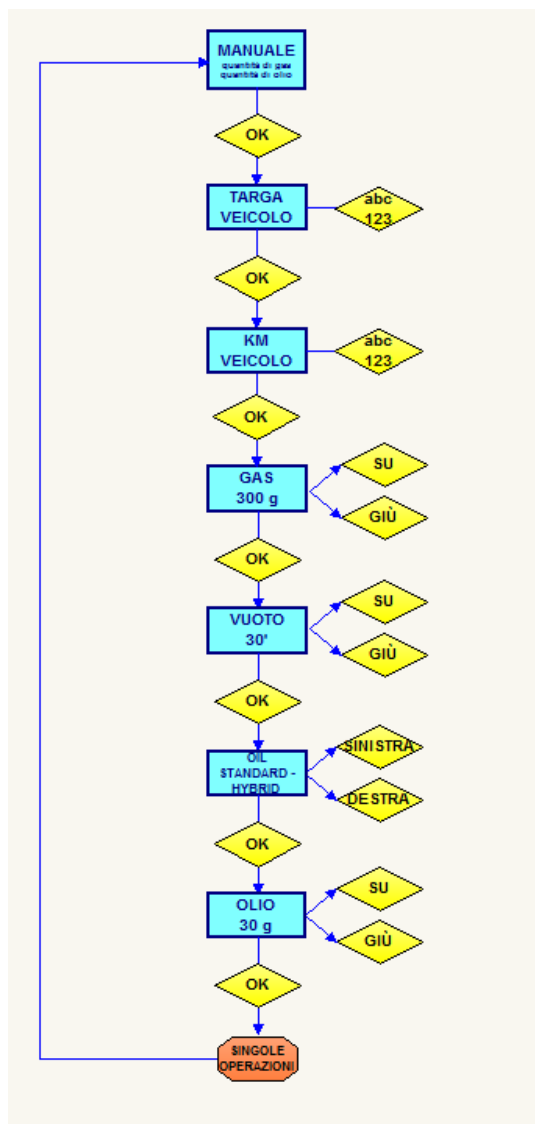 MANUALE
quantità di gas
quantità di olio
OK
TARGA
VEICOLO
abc
123
OK
KM
VEICOLO
abc
123
OK
GAS
300 g
SU
GIÙ
OK
VUOTO
30'
SU
GIÙ
OK
OIL
STANDARD -
HYBRID
SINISTRA
DESTRA
OK
OLIO
30 g
SU
GIÙ
OK
SINGOLE
OPERAZIONI